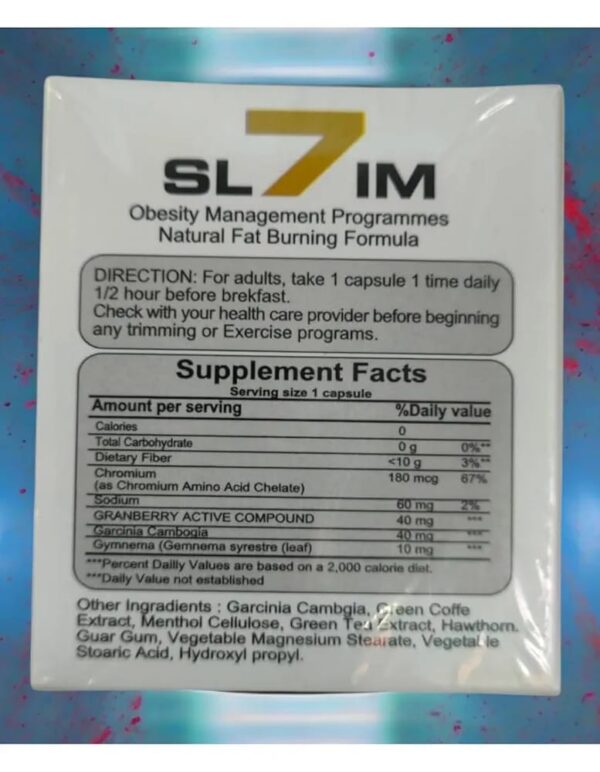 SL 7 IM
Obesity Management Programmes
Natural Fat Burning Formula
DIRECTION: For adults, take 1 capsule 1 time daily
1/2 hour before brekfast.
Check with your health care provider before beginning
any trimming or Exercise programs.
Supplement Facts
Serving size 1 capsule
Amount per serving %Daily value
Calories 0
Total Carbohydrate 0 g 0%**
Dietary Fiber <10 g 3%**
Chromium 180 mcg 67%
(as Chromium Amino Acid Chelate)
Sodium 60 mg 2%
GRANBERRY ACTIVE COMPOUND 40 mg ***
Garcinia Cambogia 40 mg ***
Gymnema (Gemnema syrestre (leaf) 10 mg ***
***Percent Dailly Values are based on a 2,000 calorie diet.
***Daily Value not established
Other Ingridients : Garcinia Cambgia, Green Coffe
Extract, Menthol Cellulose, Green Tea Extract, Hawthorn.
Guar Gum, Vegetable Magnesium Stearate, Vegetable
Stoaric Acid, Hydroxyl propyl.